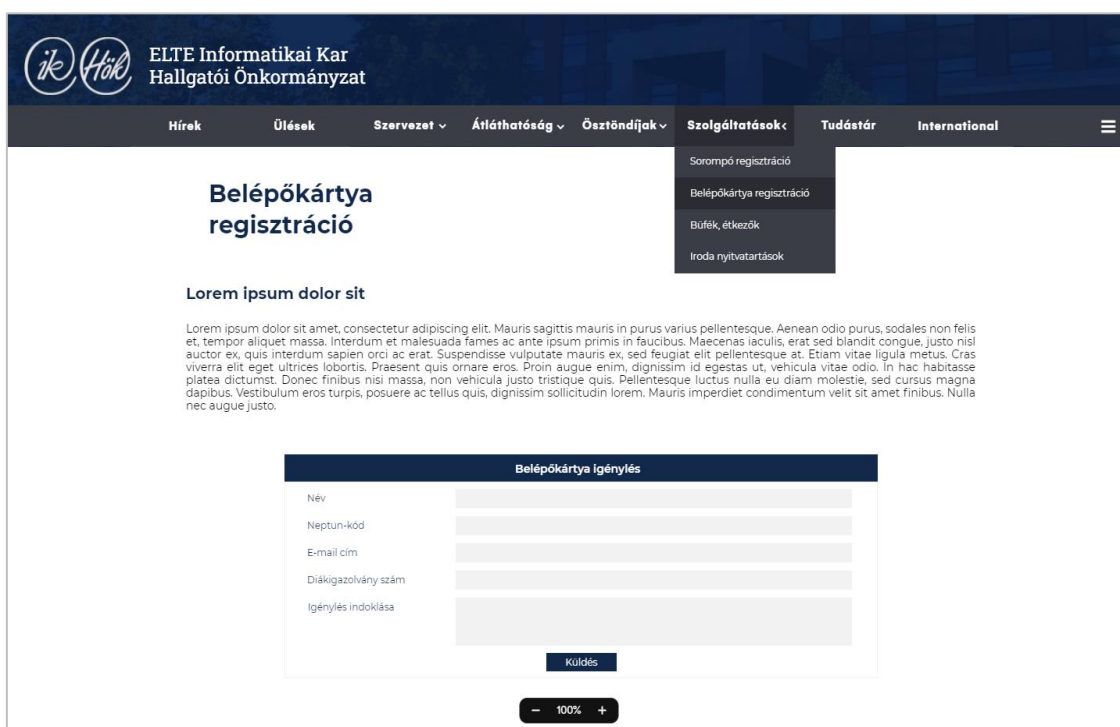 ik Hök
ELTE Informatikai Kar
Hallgatói Önkormányzat
Hírek Ülések Szervezet Átláthatóság Ösztöndíjak Szolgáltatások Tudástár International
Sorompó regisztráció
Belépőkártya regisztráció
Büfék, étkezők
Iroda nyitvatartások
Belépőkártya
regisztráció
Lorem ipsum dolor sit
Lorem ipsum dolor sit amet, consectetur adipiscing elit. Mauris sagittis mauris in purus varius pellentesque. Aenean odio purus, sodales non felis
et, tempor aliquet massa. Interdum et malesuada fames ac ante ipsum primis in faucibus. Maecenas iaculis, erat sed blandit congue, justo nisl
auctor ex, quis interdum sapien orci ac erat. Suspendisse vulputate mauris ex, sed feugiat elit pellentesque at. Etiam vitae ligula metus. Cras
viverra elit eget ultrices lobortis. Praesent quis ornare eros. Proin augue enim, dignissim id egestas ut, vehicula vitae odio. In hac habitasse
platea dictumst. Donec finibus nisi massa, non vehicula justo tristique quis. Pellentesque luctus nulla eu diam molestie, sed cursus magna
dapibus. Vestibulum eros turpis, posuere ac tellus quis, dignissim sollicitudin lorem. Mauris imperdiet condimentum velit sit amet finibus. Nulla
nec augue justo.
Belépőkártya igénylés
Név
Neptun-kód
E-mail cím
Diákigazolvány szám
Igénylés indoklása
Küldés
− 100% +